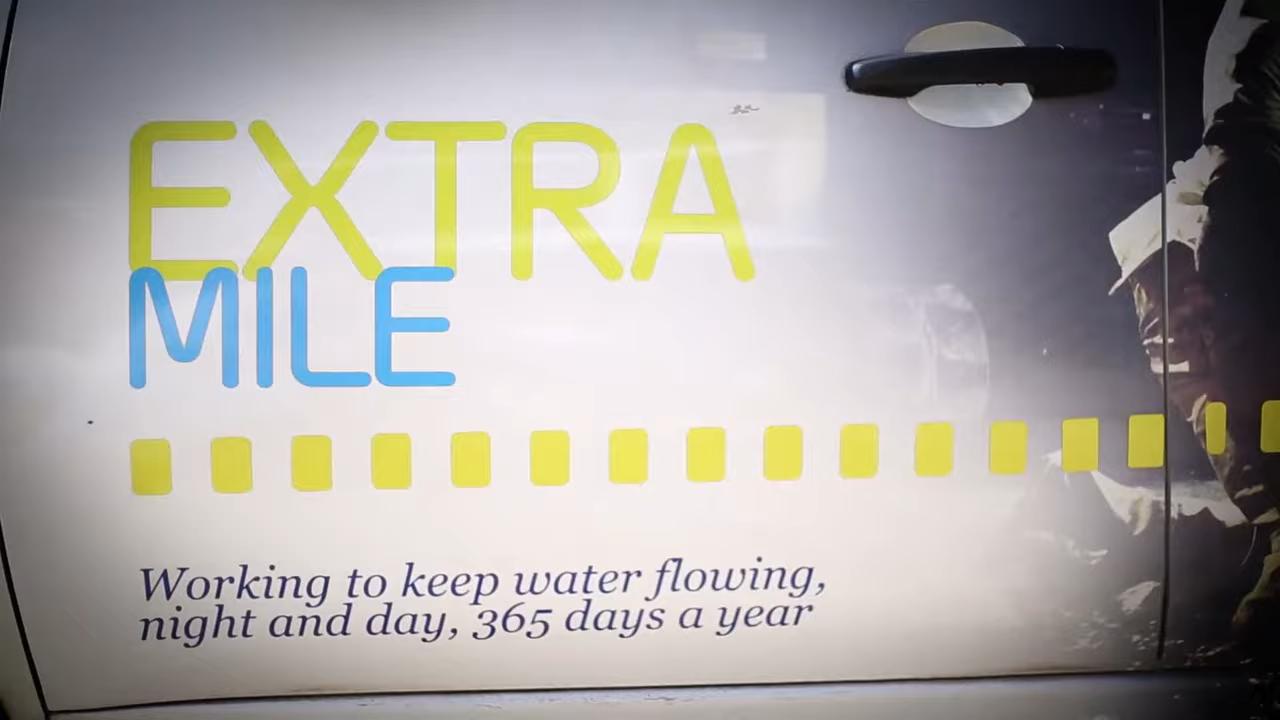 EXTRA
MILE
Working to keep water flowing,
night and day, 365 days a year